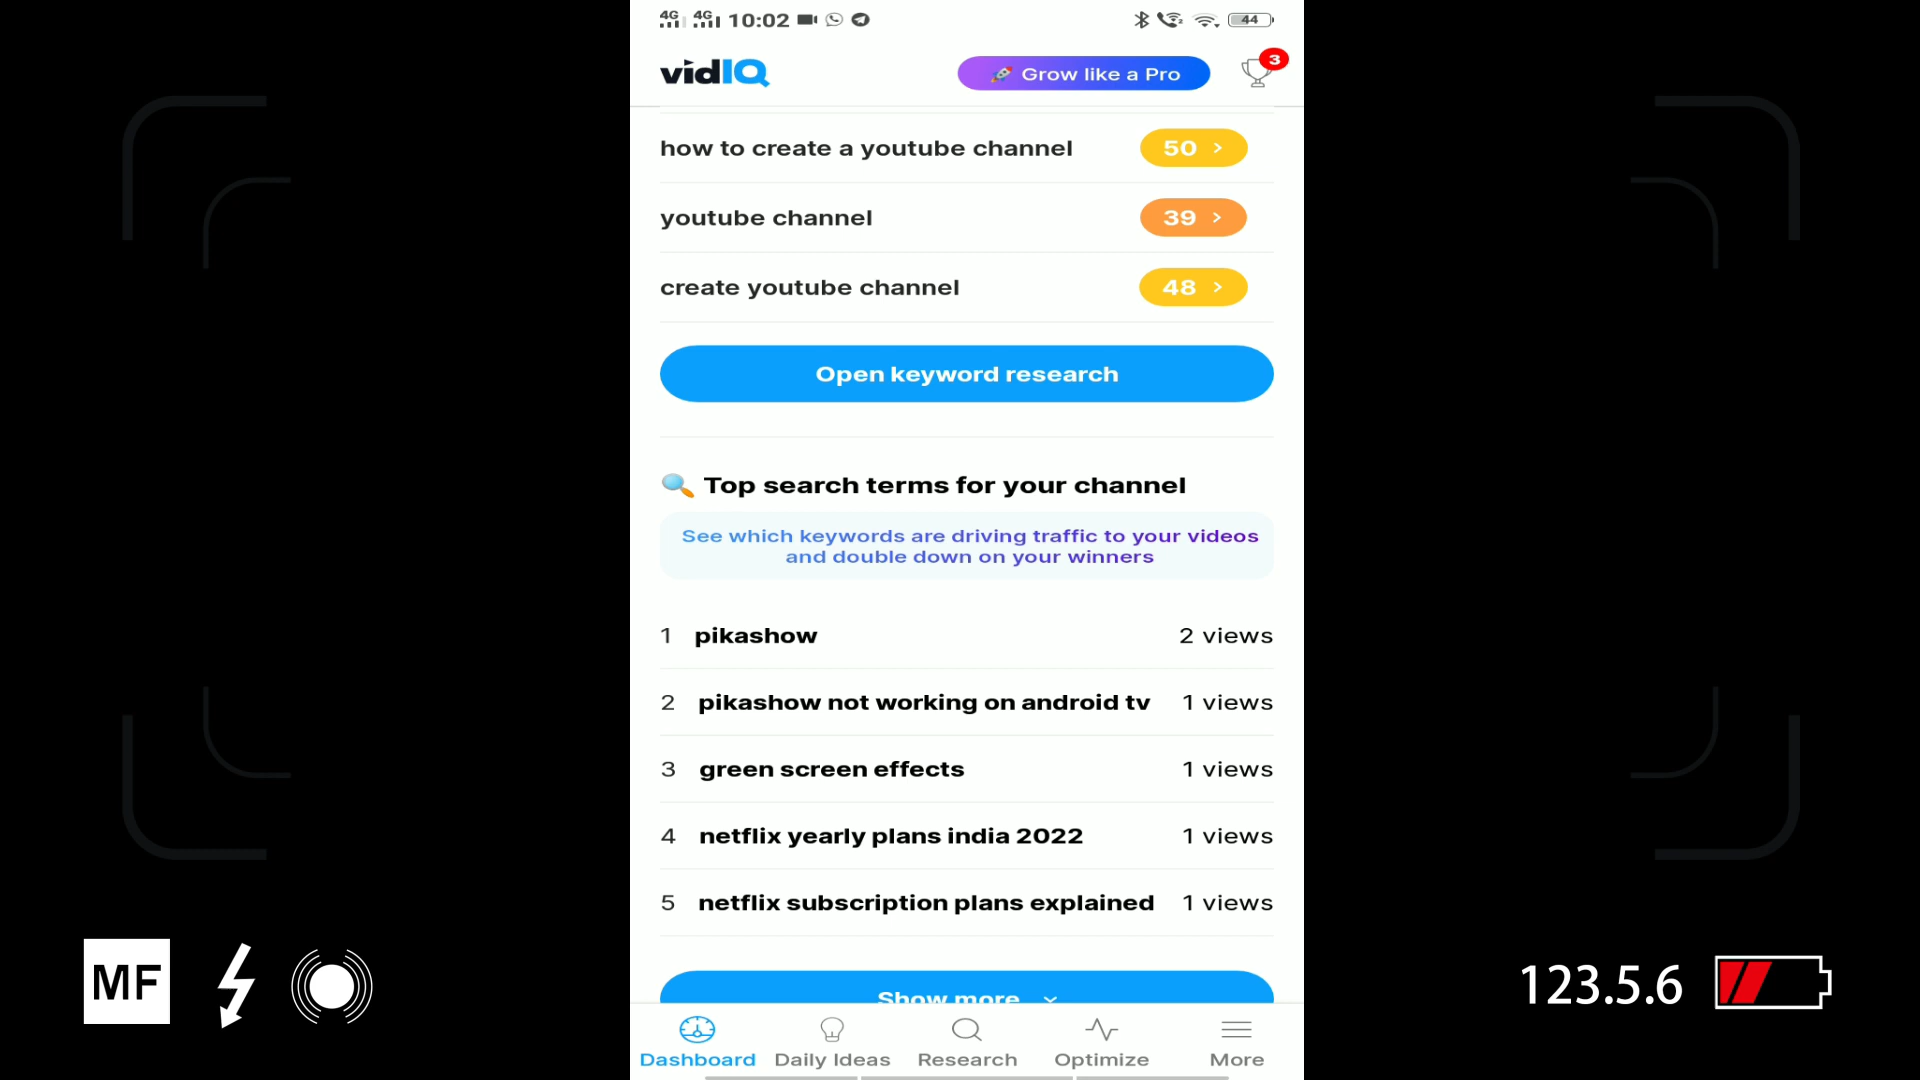 4G 4G 10:02 44
vidIQ
Grow like a Pro
3
how to create a youtube channel 50
youtube channel 39
create youtube channel 48
Open keyword research
Top search terms for your channel
See which keywords are driving traffic to your videos
and double down on your winners
1 pikashow 2 views
2 pikashow not working on android tv 1 views
3 green screen effects 1 views
4 netflix yearly plans india 2022 1 views
5 netflix subscription plans explained 1 views
Show more
Dashboard Daily Ideas Research Optimize More
MF
123.5.6